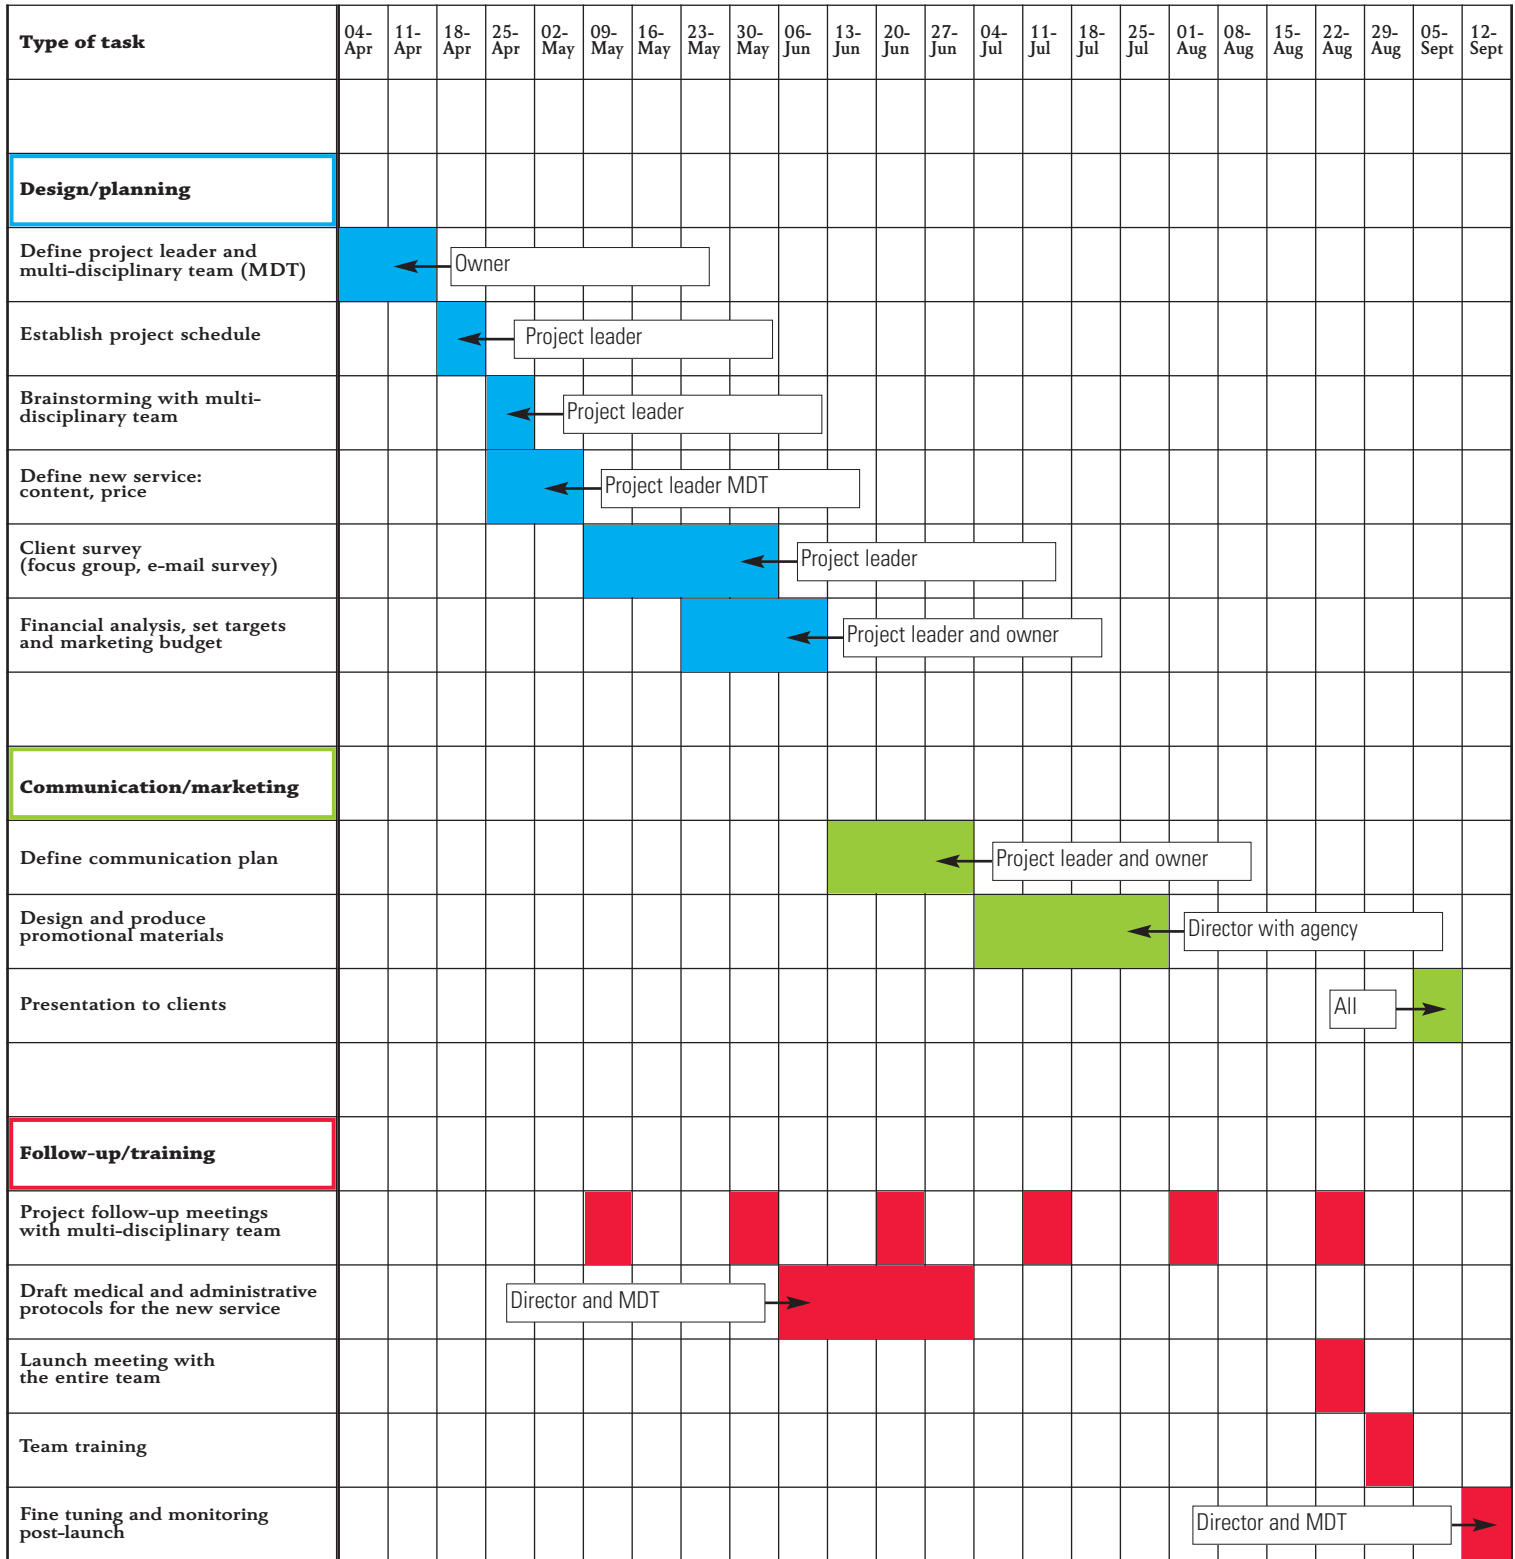 Type of task
04-Apr 11-Apr 18-Apr 25-Apr 02-May 09-May 16-May 23-May 30-May 06-Jun 13-Jun 20-Jun 27-Jun 04-Jul 11-Jul 18-Jul 25-Jul 01-Aug 08-Aug 15-Aug 22-Aug 29-Aug 05-Sept 12-Sept
Design/planning
Define project leader and
multi-disciplinary team (MDT)
Owner
Establish project schedule
Project leader
Brainstorming with multi-
disciplinary team
Project leader
Define new service:
content, price
Project leader MDT
Client survey
(focus group, e-mail survey)
Project leader
Financial analysis, set targets
and marketing budget
Project leader and owner
Communication/marketing
Define communication plan
Project leader and owner
Design and produce
promotional materials
Director with agency
Presentation to clients
All
Follow-up/training
Project follow-up meetings
with multi-disciplinary team
Draft medical and administrative
protocols for the new service
Director and MDT
Launch meeting with
the entire team
Team training
Fine tuning and monitoring
post-launch
Director and MDT